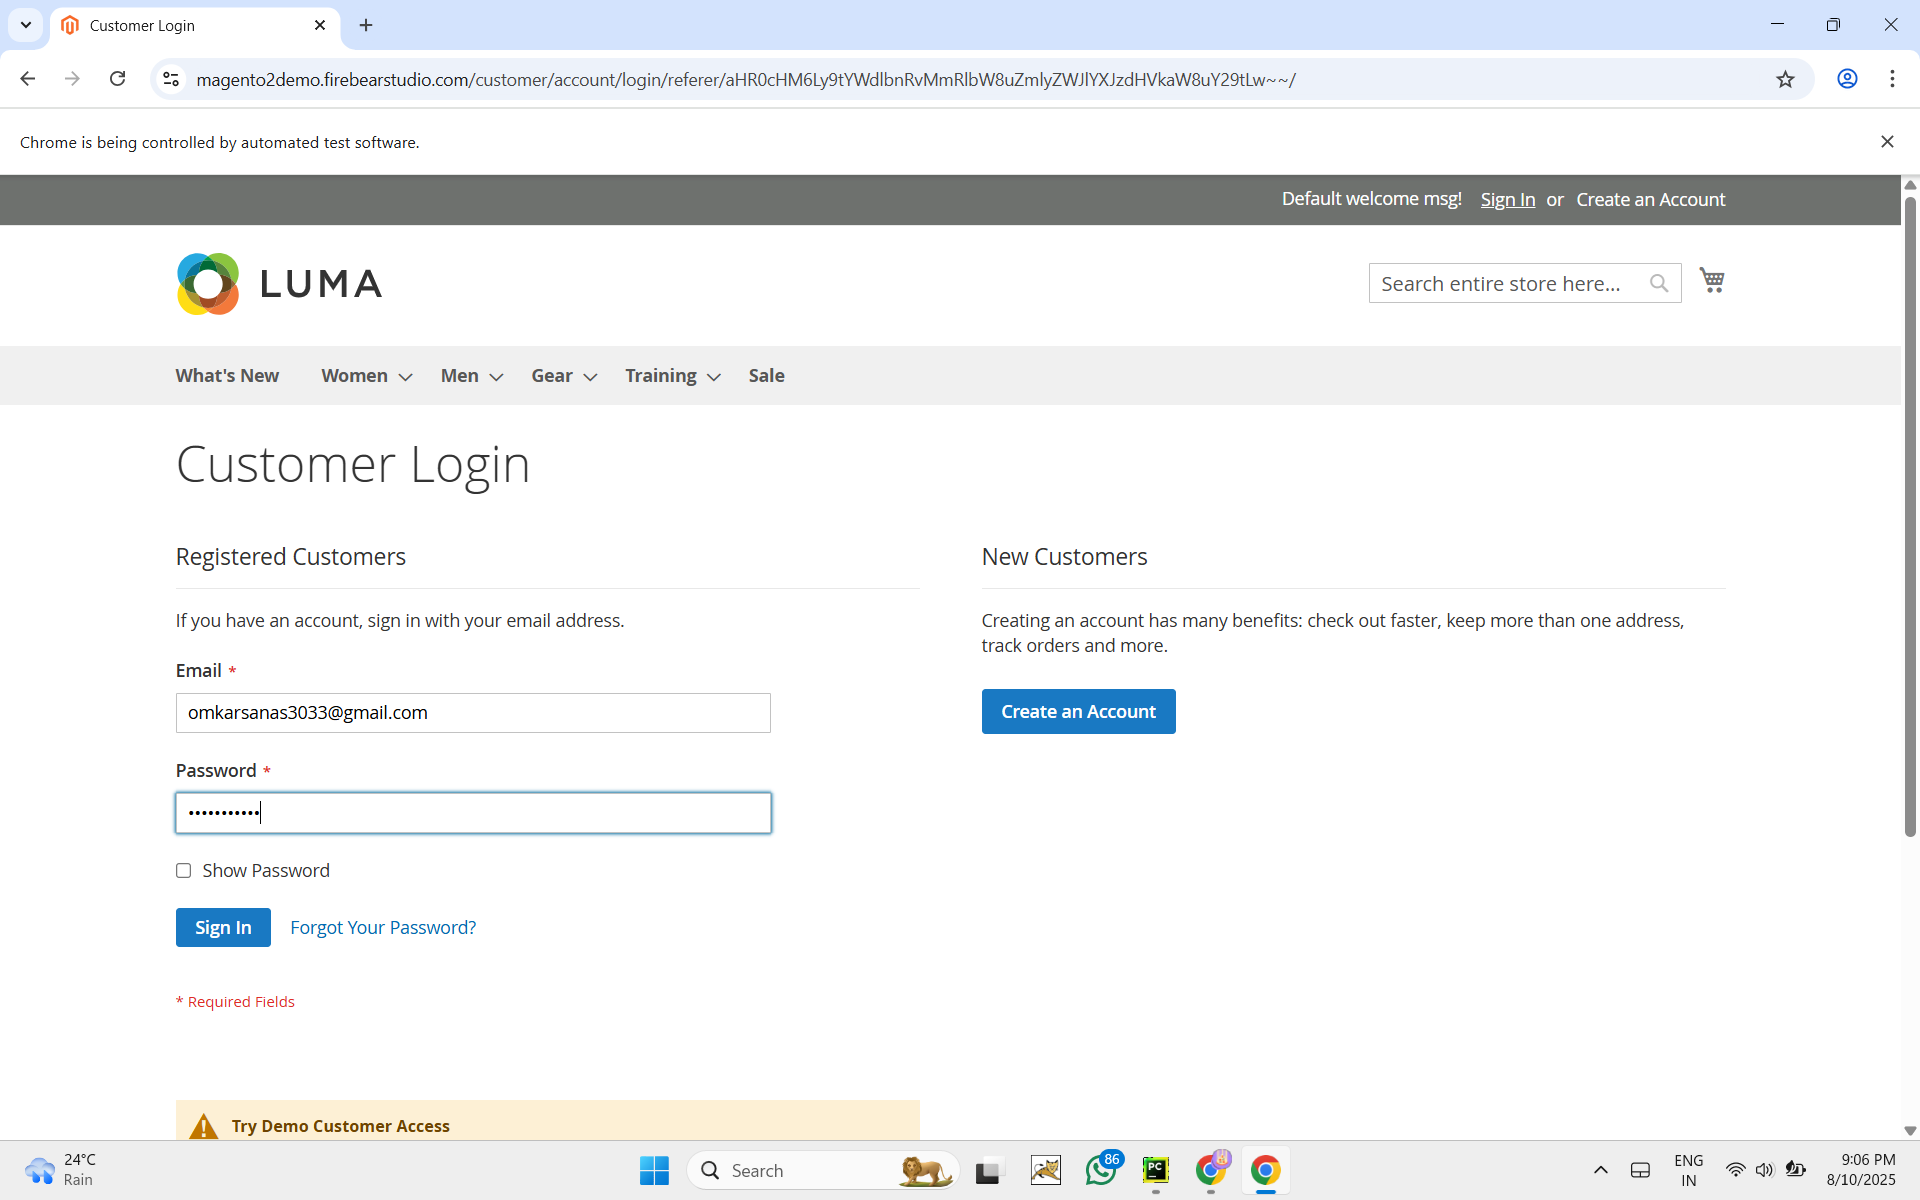 Customer Login
magento2demo.firebearstudio.com/customer/account/login/referer/aHR0cHM6Ly9tYWdlbnRvMmRlbW8uZmlyZWJlYXJzdHVkaW8uY29tLw~~/
Chrome is being controlled by automated test software.
Default welcome msg! Sign In or Create an Account
LUMA
Search entire store here...
What's New Women Men Gear Training Sale
Customer Login
Registered Customers
If you have an account, sign in with your email address.
Email *
omkarsanas3033@gmail.com
Password *
•••••••••••
Show Password
Sign In Forgot Your Password?
* Required Fields
New Customers
Creating an account has many benefits: check out faster, keep more than one address,
track orders and more.
Create an Account
Try Demo Customer Access
24°C
Rain
Search
86
PC
ENG
IN
9:06 PM
8/10/2025